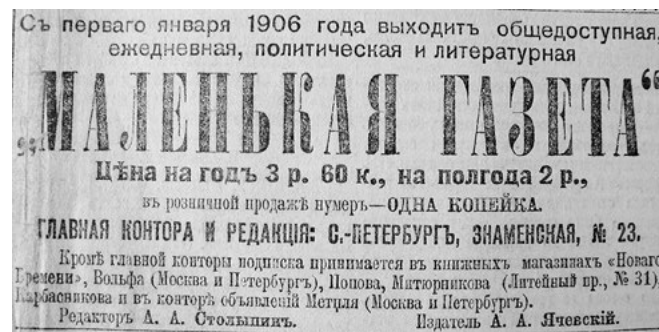 Съ перваго января 1906 года выходитъ общедоступная,
ежедневная, политическая и литературная
„МАЛЕНЬКАЯ ГАЗЕТА“
Цѣна на годъ 3 р. 60 к., на полгода 2 р.,
въ розничной продажѣ нумеръ—ОДНА КОПЕЙКА.
ГЛАВНАЯ КОНТОРА И РЕДАКЦІЯ: С.-ПЕТЕРБУРГЪ, ЗНАМЕНСКАЯ, № 23.
Кромѣ главной конторы подписка принимается въ книжныхъ магазинахъ «Новаго
Времени», Вольфа (Москва и Петербургъ), Попова, Митюрникова (Литейный пр., № 31),
Карбасникова и въ конторѣ объявленій Метцля (Москва и Петербургъ).
Редакторъ А. А. Столыпинъ. Издатель А. А. Ячевскій.